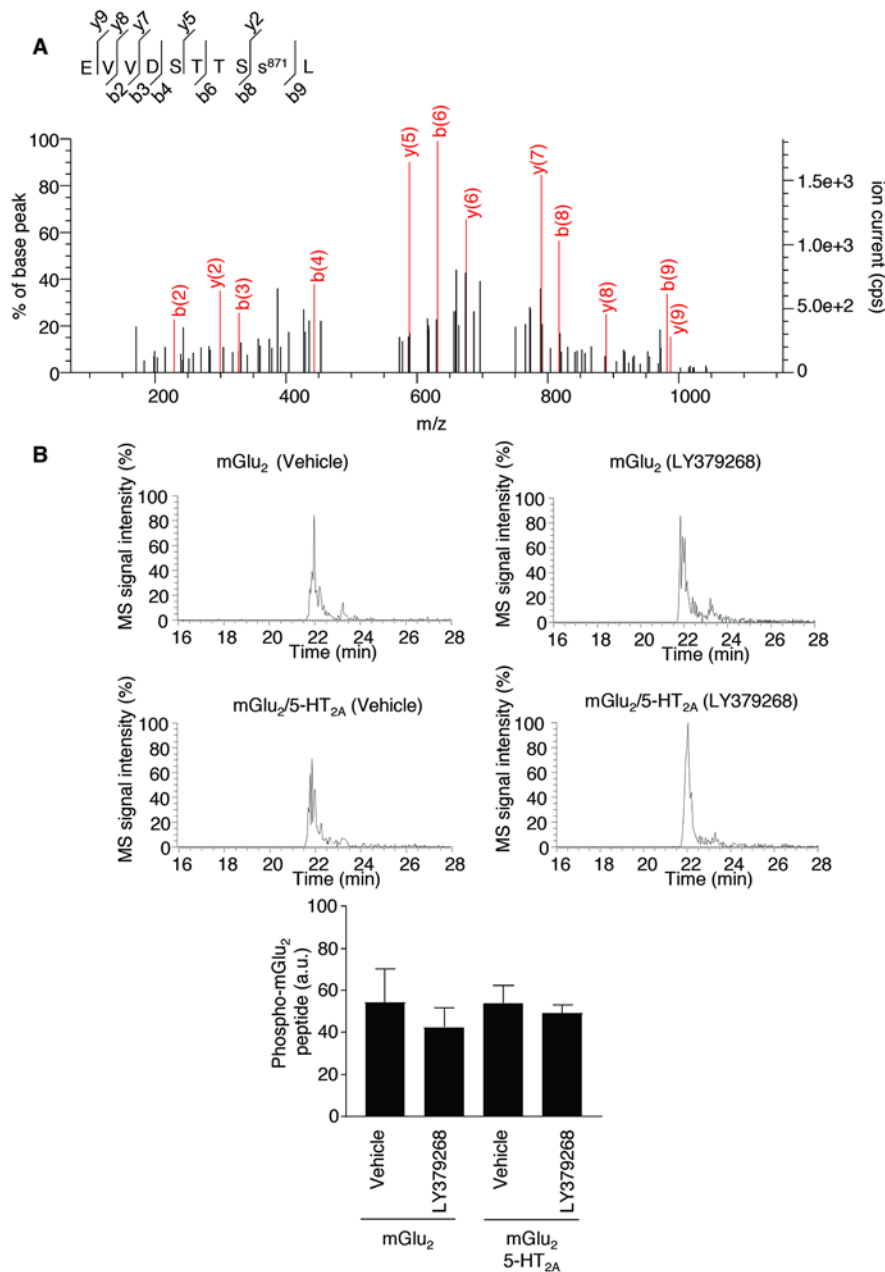 A
y9 y8 y7 y5 y2
E V V D S T T S s⁸⁷¹ L
b2 b3 b4 b6 b8 b9
% of base peak
100
80
60
40
20
0
b(2)
y(2)
b(3)
b(4)
y(5)
b(6)
y(6)
y(7)
b(8)
y(8)
b(9)
y(9)
1.5e+3
1.0e+3
5.0e+2
0
ion current (cps)
200 400 600 800 1000
m/z
B
mGlu₂ (Vehicle)
MS signal intensity (%)
100
80
60
40
20
0
16 18 20 22 24 26 28
Time (min)
mGlu₂ (LY379268)
MS signal intensity (%)
100
80
60
40
20
0
16 18 20 22 24 26 28
Time (min)
mGlu₂/5-HT₂A (Vehicle)
MS signal intensity (%)
100
80
60
40
20
0
16 18 20 22 24 26 28
Time (min)
mGlu₂/5-HT₂A (LY379268)
MS signal intensity (%)
100
80
60
40
20
0
16 18 20 22 24 26 28
Time (min)
Phospho-mGlu₂
peptide (a.u.)
100
80
60
40
20
0
Vehicle
LY379268
Vehicle
LY379268
mGlu₂
mGlu₂
5-HT₂A